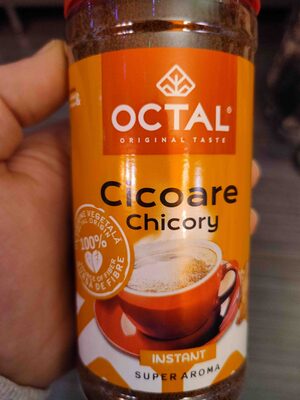 OCTAL®
ORIGINAL TASTE
Cicoare
Chicory
100%
INSTANT
SUPER AROMA